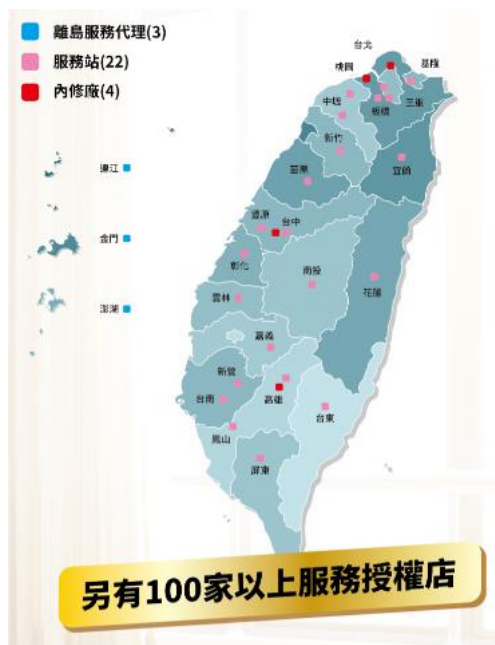 離島服務代理(3)
服務站(22)
內修廠(4)
台北
桃園
基隆
中壢
板橋
三重
新竹
宜蘭
苗栗
連江
豐原
台中
金門
彰化
南投
花蓮
雲林
澎湖
嘉義
新營
台南
高雄
台東
鳳山
屏東
另有100家以上服務授權店